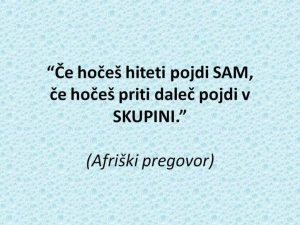 “Če hočeš hiteti pojdi SAM,
če hočeš priti daleč pojdi v
SKUPINI.”
(Afriški pregovor)